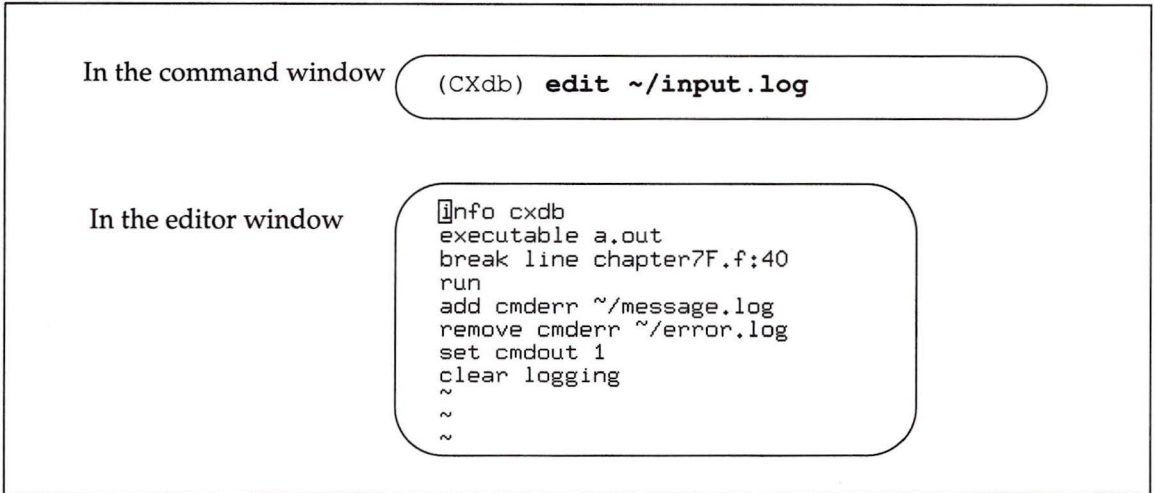 In the command window
(CXdb) edit ~/input.log
In the editor window
info cxdb
executable a.out
break line chapter7F.f:40
run
add cmderr ~/message.log
remove cmderr ~/error.log
set cmdout 1
clear logging
~
~
~